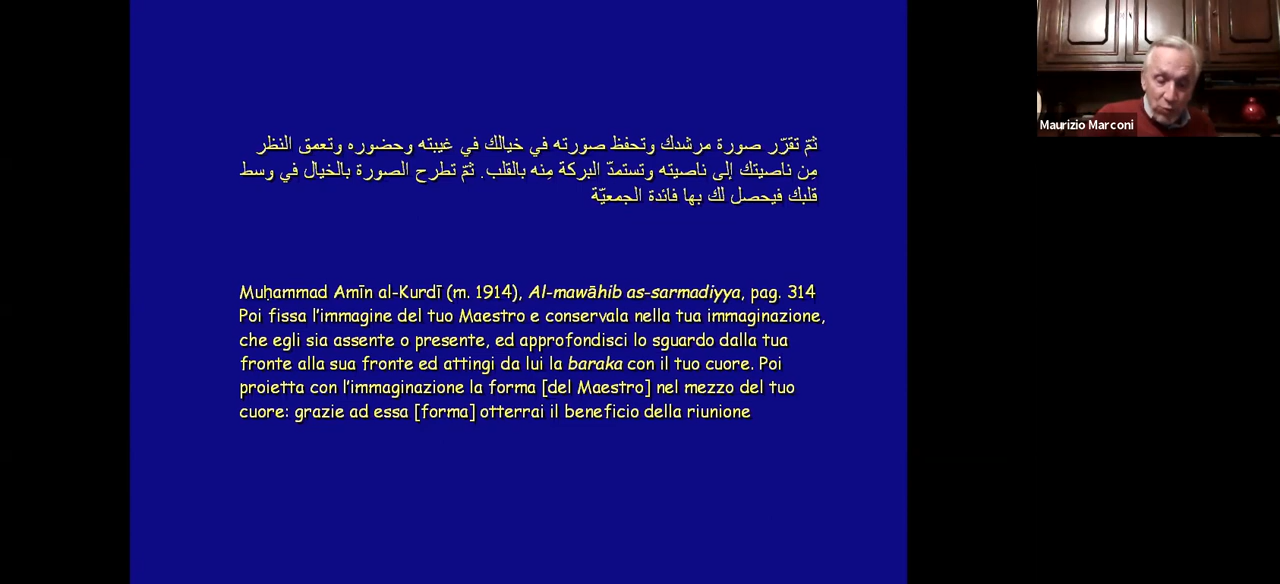 ثمّ تقرّر صورة مرشدك وتحفظ صورته في خيالك في غيبته وحضوره وتعمق النظر
مِن ناصيتك إلى ناصيته وتستمدّ البركة مِنه بالقلب. ثمّ تطرح الصورة بالخيال في وسط
قلبك فيحصل لك بها فائدة الجمعيّة
Muḥammad Amīn al-Kurdī (m. 1914), Al-mawāhib as-sarmadiyya, pag. 314
Poi fissa l’immagine del tuo Maestro e conservala nella tua immaginazione,
che egli sia assente o presente, ed approfondisci lo sguardo dalla tua
fronte alla sua fronte ed attingi da lui la baraka con il tuo cuore. Poi
proietta con l’immaginazione la forma [del Maestro] nel mezzo del tuo
cuore: grazie ad essa [forma] otterrai il beneficio della riunione
Maurizio Marconi